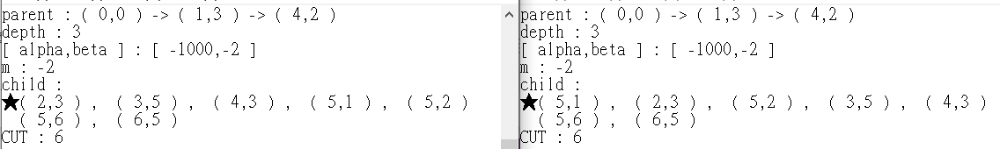 parent : ( 0,0 ) -> ( 1,3 ) -> ( 4,2 )
depth : 3
[ alpha,beta ] : [ -1000,-2 ]
m : -2
child :
★( 2,3 ) , ( 3,5 ) , ( 4,3 ) , ( 5,1 ) , ( 5,2 )
( 5,6 ) , ( 6,5 )
CUT : 6
parent : ( 0,0 ) -> ( 1,3 ) -> ( 4,2 )
depth : 3
[ alpha,beta ] : [ -1000,-2 ]
m : -2
child :
★( 5,1 ) , ( 2,3 ) , ( 5,2 ) , ( 3,5 ) , ( 4,3 )
( 5,6 ) , ( 6,5 )
CUT : 6